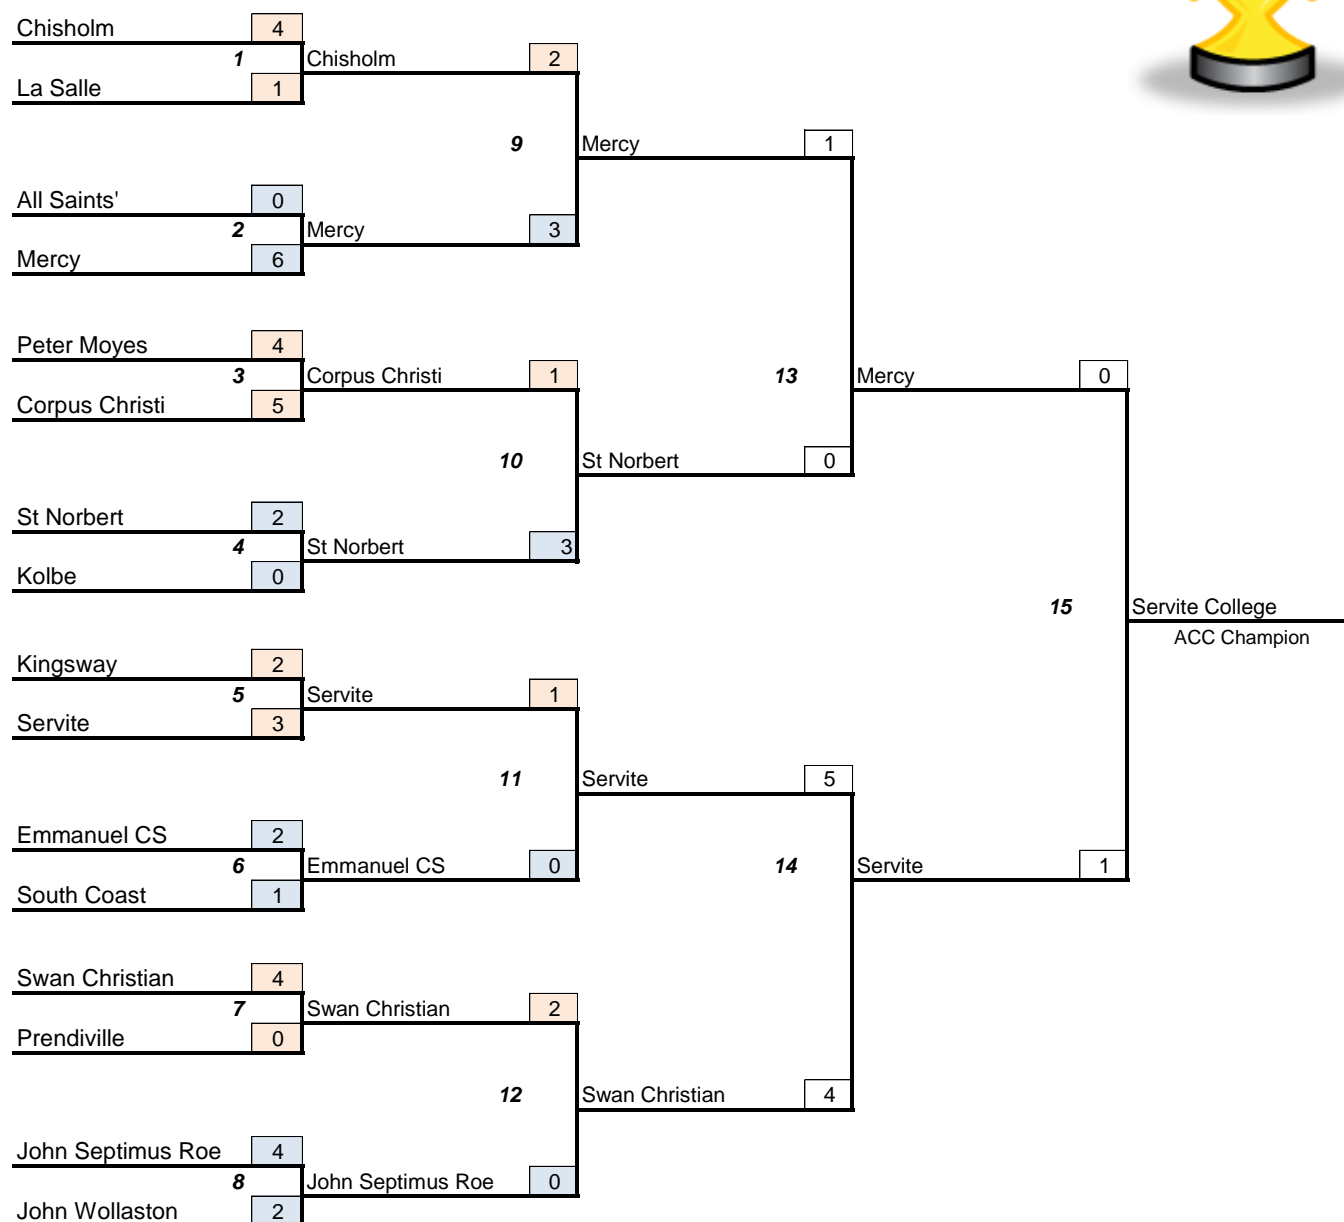 Chisholm 4
1 Chisholm 2
La Salle 1
9 Mercy 1
All Saints' 0
2 Mercy 3
Mercy 6
Peter Moyes 4
3 Corpus Christi 1 13 Mercy 0
Corpus Christi 5
10 St Norbert 0
St Norbert 2
4 St Norbert 3
Kolbe 0
15 Servite College
ACC Champion
Kingsway 2
5 Servite 1
Servite 3
11 Servite 5
Emmanuel CS 2
6 Emmanuel CS 0 14 Servite 1
South Coast 1
Swan Christian 4
7 Swan Christian 2
Prendiville 0
12 Swan Christian 4
John Septimus Roe 4
8 John Septimus Roe 0
John Wollaston 2